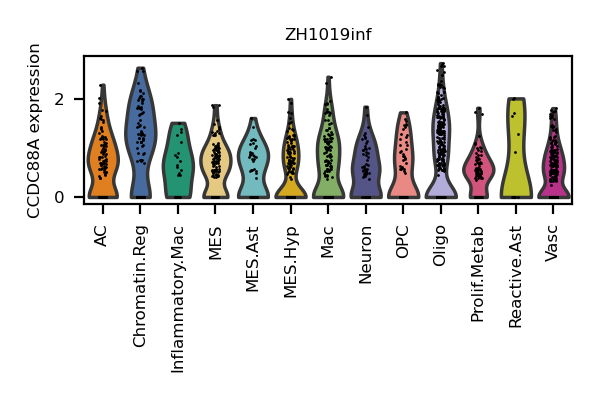 ZH1019inf
CCDC88A expression
2
0
AC
Chromatin.Reg
Inflammatory.Mac
MES
MES.Ast
MES.Hyp
Mac
Neuron
OPC
Oligo
Prolif.Metab
Reactive.Ast
Vasc